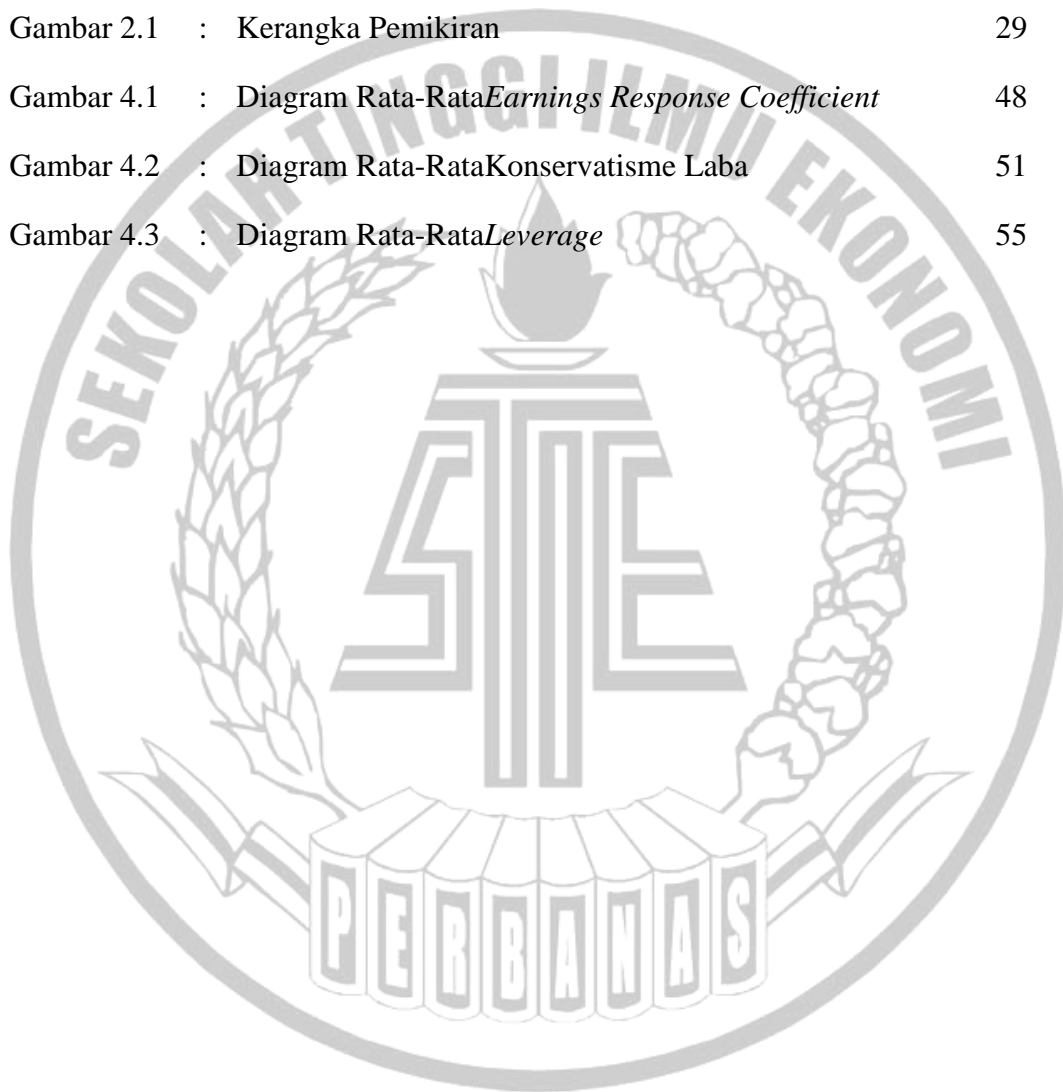 Gambar 2.1 : Kerangka Pemikiran 29
Gambar 4.1 : Diagram Rata-RataEarnings Response Coefficient 48
Gambar 4.2 : Diagram Rata-RataKonservatisme Laba 51
Gambar 4.3 : Diagram Rata-RataLeverage 55
SEKOLAH TINGGI ILMU EKONOMI
STIE
PERBANAS